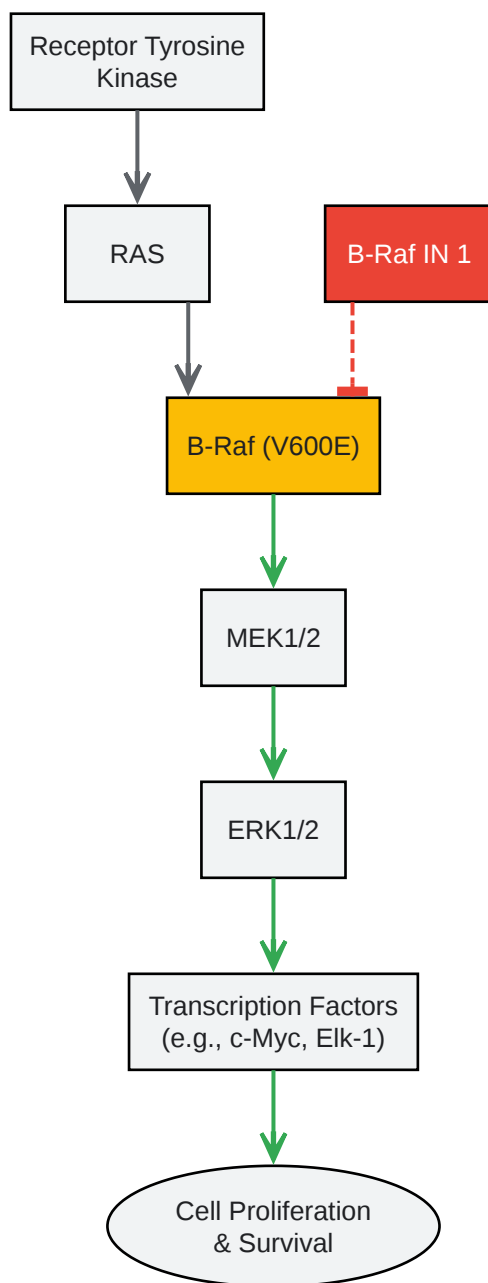 Receptor Tyrosine
Kinase
RAS
B-Raf IN 1
B-Raf (V600E)
MEK1/2
ERK1/2
Transcription Factors
(e.g., c-Myc, Elk-1)
Cell Proliferation
& Survival